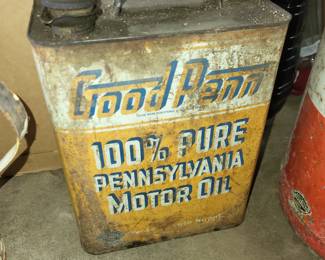 Good Penn
100% PURE
PENNSYLVANIA
MOTOR OIL